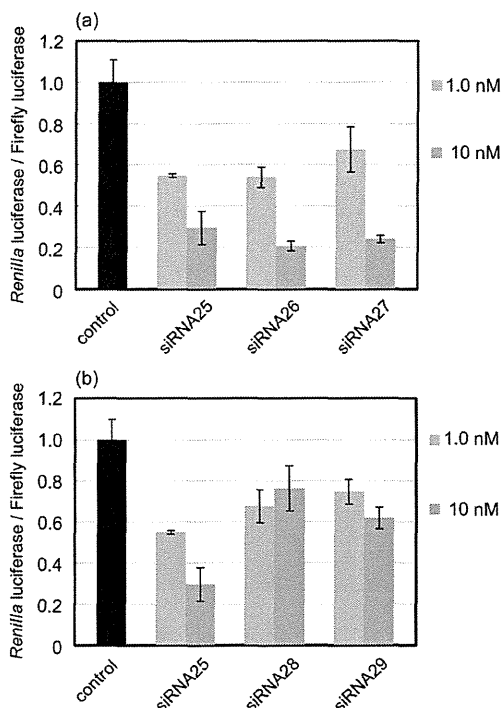 (a)
Renilla luciferase / Firefly luciferase
1.2
1.0
0.8
0.6
0.4
0.2
0
control
siRNA25
siRNA26
siRNA27
1.0 nM
10 nM
(b)
Renilla luciferase / Firefly luciferase
1.2
1.0
0.8
0.6
0.4
0.2
0
control
siRNA25
siRNA28
siRNA29
1.0 nM
10 nM